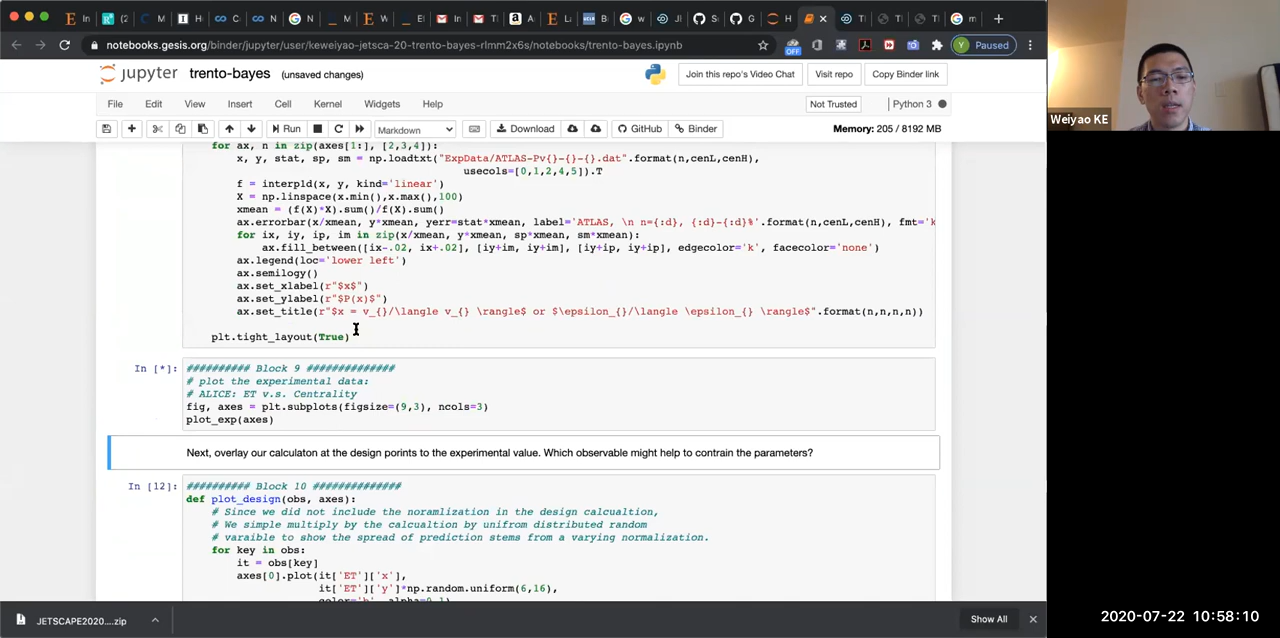 In
(2
M
I
H
C
N
G
N
M
E
W
E
M
In
T
A
E
L
w
Ji
S
G
H
T
T
m
notebooks.gesis.org/binder/jupyter/user/keweiyao-jetsca-20-trento-bayes-rlmm2x6s/notebooks/trento-bayes.ipynb
OFF
Y Paused
jupyter trento-bayes (unsaved changes)
Join this repo's Video Chat
Visit repo
Copy Binder link
File Edit View Insert Cell Kernel Widgets Help
Not Trusted
Python 3
Run
Markdown
Download
GitHub
Binder
Memory: 205 / 8192 MB
for ax, n in zip(axes[1:], [2,3,4]):
x, y, stat, sp, sm = np.loadtxt("ExpData/ATLAS-Pv{}-{}-{}.dat".format(n,cenL,cenH),
usecols=[0,1,2,4,5]).T
f = interp1d(x, y, kind='linear')
X = np.linspace(x.min(),x.max(),100)
xmean = (f(X)*X).sum()/f(X).sum()
ax.errorbar(x/xmean, y*xmean, yerr=stat*xmean, label='ATLAS, \n n={:d}, {:d}-{:d}%'.format(n,cenL,cenH), fmt='k
for ix, iy, ip, im in zip(x/xmean, y*xmean, sp*xmean, sm*xmean):
ax.fill_between([ix-.02, ix+.02], [iy+im, iy+im], [iy+ip, iy+ip], edgecolor='k', facecolor='none')
ax.legend(loc='lower left')
ax.semilogy()
ax.set_xlabel(r"$x$")
ax.set_ylabel(r"$P(x)$")
ax.set_title(r"$x = v_{}/\langle v_{} \rangle$ or $\epsilon_{}/\langle \epsilon_{} \rangle$".format(n,n,n,n))
plt.tight_layout(True)
In [*]:
########## Block 9 ##############
# plot the experimental data:
# ALICE: ET v.s. Centrality
fig, axes = plt.subplots(figsize=(9,3), ncols=3)
plot_exp(axes)
Next, overlay our calculaton at the design porints to the experimental value. Which observable might help to contrain the parameters?
In [12]:
########## Block 10 ##############
def plot_design(obs, axes):
# Since we did not include the noramlization in the design calcualtion,
# We simple multiply by the calcualtion by unifrom distributed random
# varaible to show the spread of prediction stems from a varying normalization.
for key in obs:
it = obs[key]
axes[0].plot(it['ET']['x'],
it['ET']['y']*np.random.uniform(6,16),
color='b', alpha=0.1)
JETSCAPE2020....zip
Show All
Weiyao KE
2020-07-22 10:58:10